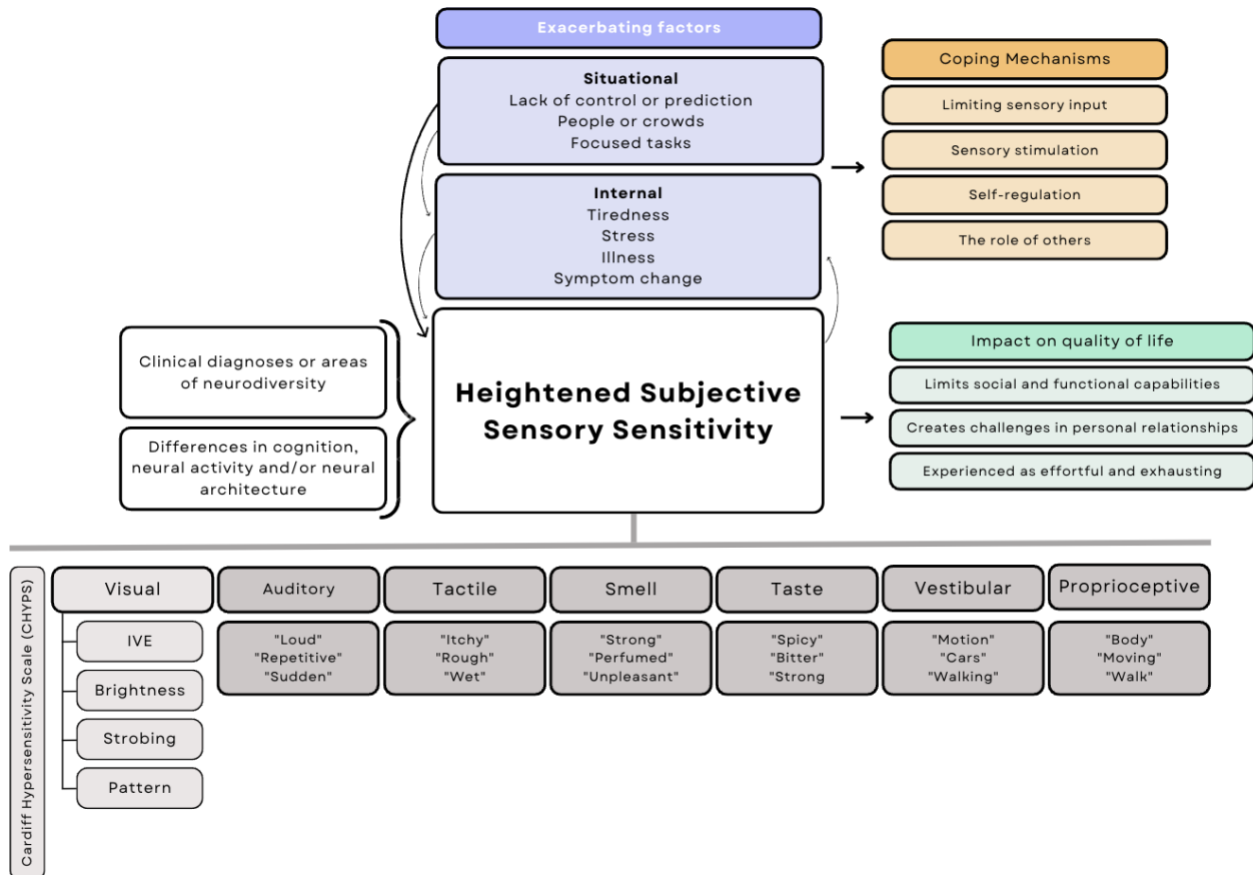 Exacerbating factors
Situational
Lack of control or prediction
People or crowds
Focused tasks
Internal
Tiredness
Stress
Illness
Symptom change
Coping Mechanisms
Limiting sensory input
Sensory stimulation
Self-regulation
The role of others
Clinical diagnoses or areas
of neurodiversity
Differences in cognition,
neural activity and/or neural
architecture
Heightened Subjective
Sensory Sensitivity
Impact on quality of life
Limits social and functional capabilities
Creates challenges in personal relationships
Experienced as effortful and exhausting
Cardiff Hypersensitivity Scale (CHYPS)
Visual
IVE
Brightness
Strobing
Pattern
Auditory
"Loud"
"Repetitive"
"Sudden"
Tactile
"Itchy"
"Rough"
"Wet"
Smell
"Strong"
"Perfumed"
"Unpleasant"
Taste
"Spicy"
"Bitter"
"Strong
Vestibular
"Motion"
"Cars"
"Walking"
Proprioceptive
"Body"
"Moving"
"Walk"